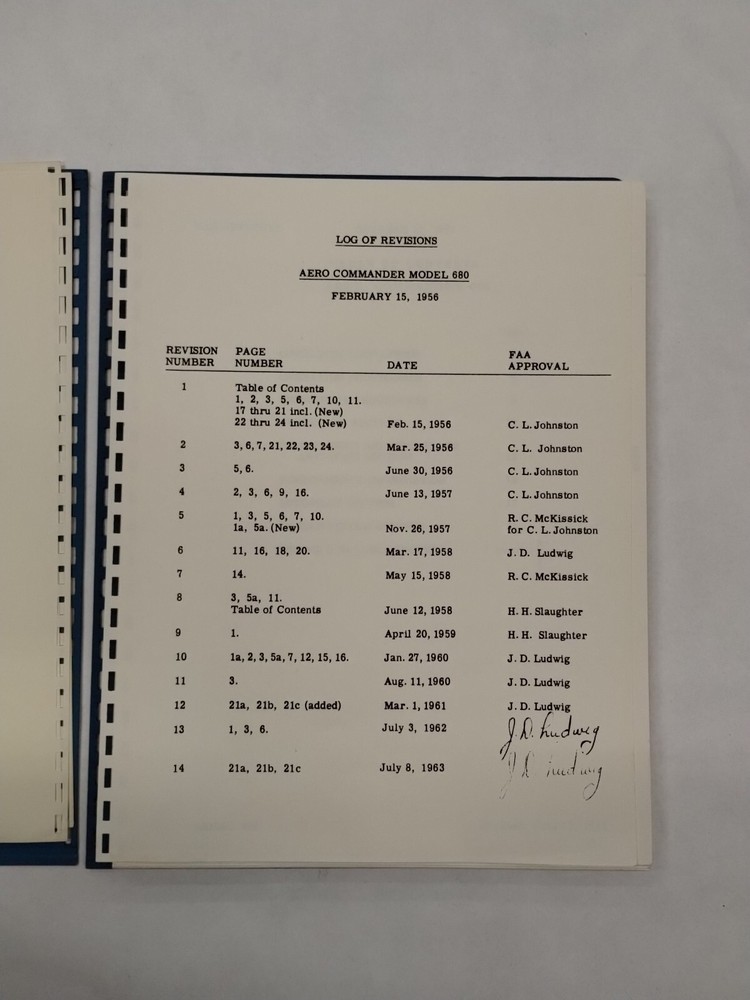 LOG OF REVISIONS
AERO COMMANDER MODEL 680
FEBRUARY 15, 1956
REVISION NUMBER PAGE NUMBER DATE FAA APPROVAL
1 Table of Contents
1, 2, 3, 5, 6, 7, 10, 11.
17 thru 21 incl. (New)
22 thru 24 incl. (New) Feb. 15, 1956 C. L. Johnston
2 3, 6, 7, 21, 22, 23, 24. Mar. 25, 1956 C. L. Johnston
3 5, 6. June 30, 1956 C. L. Johnston
4 2, 3, 6, 9, 16. June 13, 1957 C. L. Johnston
5 1, 3, 5, 6, 7, 10. R. C. McKissick
1a, 5a. (New) Nov. 26, 1957 for C. L. Johnston
6 11, 16, 18, 20. Mar. 17, 1958 J. D. Ludwig
7 14. May 15, 1958 R. C. McKissick
8 3, 5a, 11.
Table of Contents June 12, 1958 H. H. Slaughter
9 1. April 20, 1959 H. H. Slaughter
10 1a, 2, 3, 5a, 7, 12, 15, 16. Jan. 27, 1960 J. D. Ludwig
11 3. Aug. 11, 1960 J. D. Ludwig
12 21a, 21b, 21c (added) Mar. 1, 1961 J. D. Ludwig
13 1, 3, 6. July 3, 1962 J. D. Ludwig
14 21a, 21b, 21c July 8, 1963 J D Ludwig